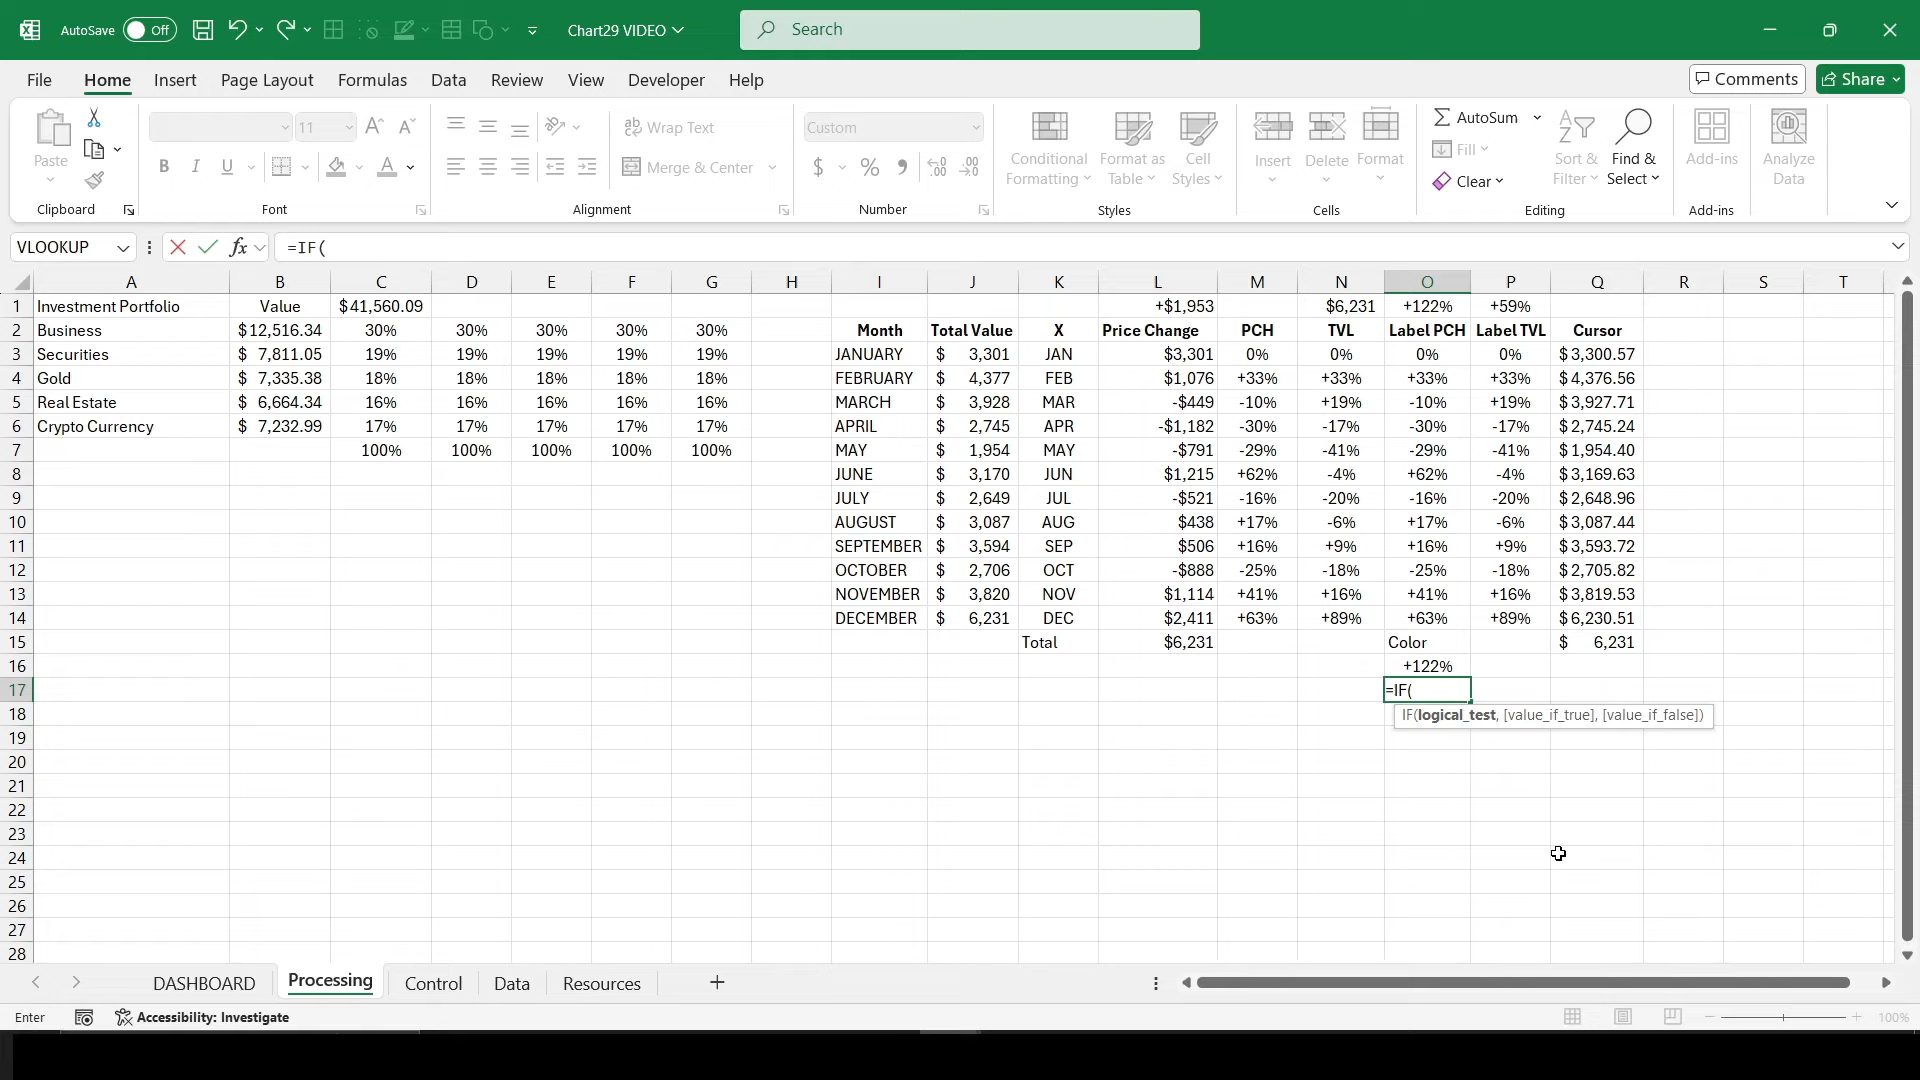 AutoSave Off Chart29 VIDEO Search
File Home Insert Page Layout Formulas Data Review View Developer Help Comments Share
Paste 11 Wrap Text Custom Conditional Formatting Format as Table Cell Styles Insert Delete Format AutoSum Fill Clear Sort & Filter Find & Select Add-ins Analyze Data
B I U Merge & Center $ %
Clipboard Font Alignment Number Styles Cells Editing Add-ins
VLOOKUP fx =IF(
A B C D E F G H I J K L M N O P Q R S T
1 Investment Portfolio Value $41,560.09 +$1,953 $6,231 +122% +59%
2 Business $12,516.34 30% 30% 30% 30% 30% Month Total Value X Price Change PCH TVL Label PCH Label TVL Cursor
3 Securities $ 7,811.05 19% 19% 19% 19% 19% JANUARY $ 3,301 JAN $3,301 0% 0% 0% 0% $3,300.57
4 Gold $ 7,335.38 18% 18% 18% 18% 18% FEBRUARY $ 4,377 FEB $1,076 +33% +33% +33% +33% $4,376.56
5 Real Estate $ 6,664.34 16% 16% 16% 16% 16% MARCH $ 3,928 MAR -$449 -10% +19% -10% +19% $3,927.71
6 Crypto Currency $ 7,232.99 17% 17% 17% 17% 17% APRIL $ 2,745 APR -$1,182 -30% -17% -30% -17% $2,745.24
7 100% 100% 100% 100% 100% MAY $ 1,954 MAY -$791 -29% -41% -29% -41% $1,954.40
8 JUNE $ 3,170 JUN $1,215 +62% -4% +62% -4% $3,169.63
9 JULY $ 2,649 JUL -$521 -16% -20% -16% -20% $2,648.96
10 AUGUST $ 3,087 AUG $438 +17% -6% +17% -6% $3,087.44
11 SEPTEMBER $ 3,594 SEP $506 +16% +9% +16% +9% $3,593.72
12 OCTOBER $ 2,706 OCT -$888 -25% -18% -25% -18% $2,705.82
13 NOVEMBER $ 3,820 NOV $1,114 +41% +16% +41% +16% $3,819.53
14 DECEMBER $ 6,231 DEC $2,411 +63% +89% +63% +89% $6,230.51
15 Total $6,231 Color $ 6,231
16 +122%
17 =IF(
18 IF(logical_test, [value_if_true], [value_if_false])
19
20
21
22
23
24
25
26
27
28
DASHBOARD Processing Control Data Resources
Enter Accessibility: Investigate 100%